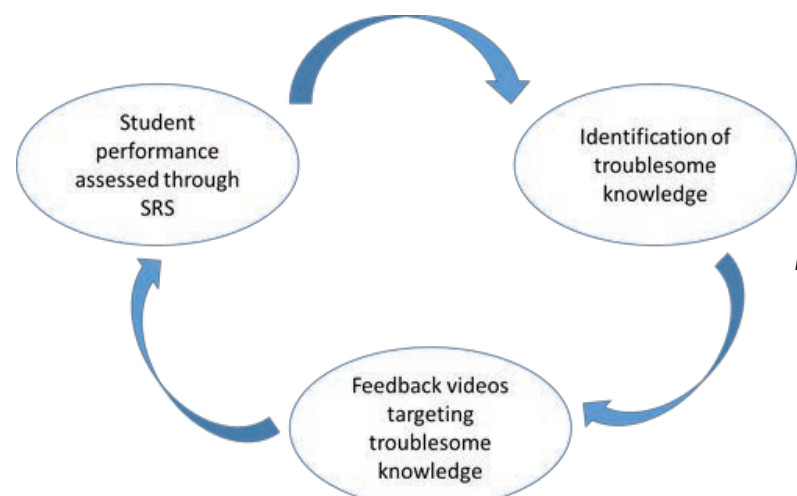 Student
performance
assessed through
SRS
Identification of
troublesome
knowledge
Feedback videos
targeting
troublesome
knowledge